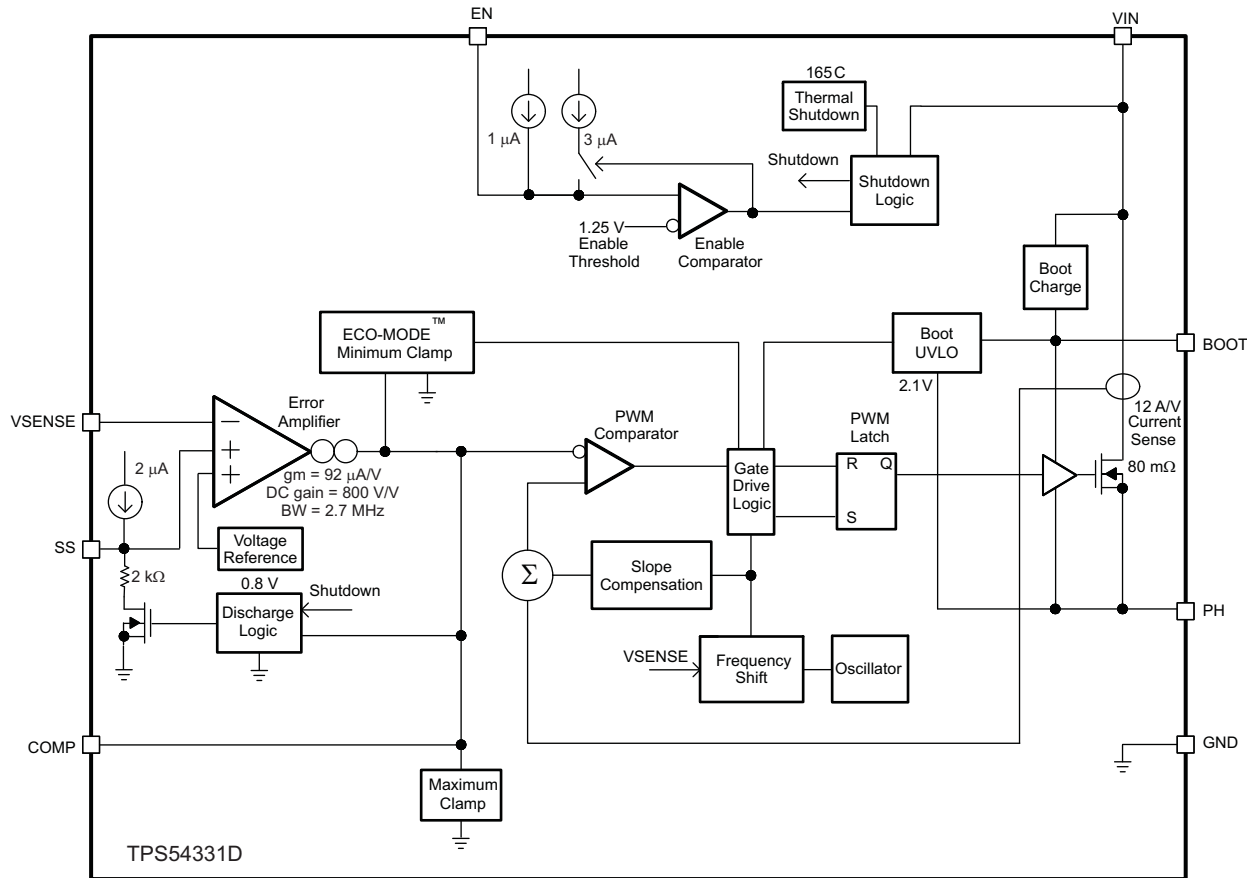 EN
VIN
165C
Thermal
Shutdown
1 µA
3 µA
Shutdown
Shutdown
Logic
1.25 V
Enable
Threshold
Enable
Comparator
Boot
Charge
ECO-MODE™
Minimum Clamp
Boot
UVLO
BOOT
2.1V
12 A/V
Current
Sense
VSENSE
Error
Amplifier
PWM
Comparator
PWM
Latch
gm = 92 µA/V
DC gain = 800 V/V
BW = 2.7 MHz
2 µA
Gate
Drive
Logic
R
Q
S
80 mΩ
SS
Voltage
Reference
2 kΩ
0.8 V
Shutdown
Discharge
Logic
Σ
Slope
Compensation
PH
VSENSE
Frequency
Shift
Oscillator
COMP
GND
Maximum
Clamp
TPS54331D